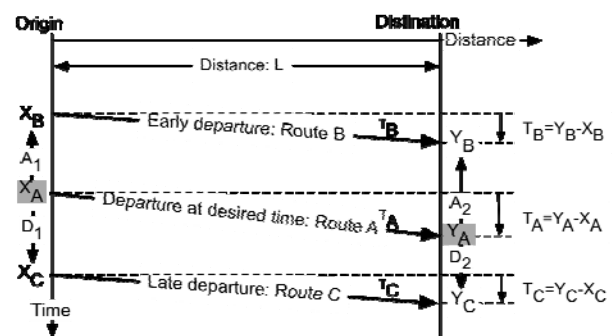 Origin
Distination
Distance
Distance: L
X_B
Early departure: Route B
T_B
Y_B
T_B=Y_B-X_B
A_1
X_A
Departure at desired time: Route A
T_A
A_2
Y_A
T_A=Y_A-X_A
D_1
D_2
X_C
Late departure: Route C
T_C
Y_C
T_C=Y_C-X_C
Time